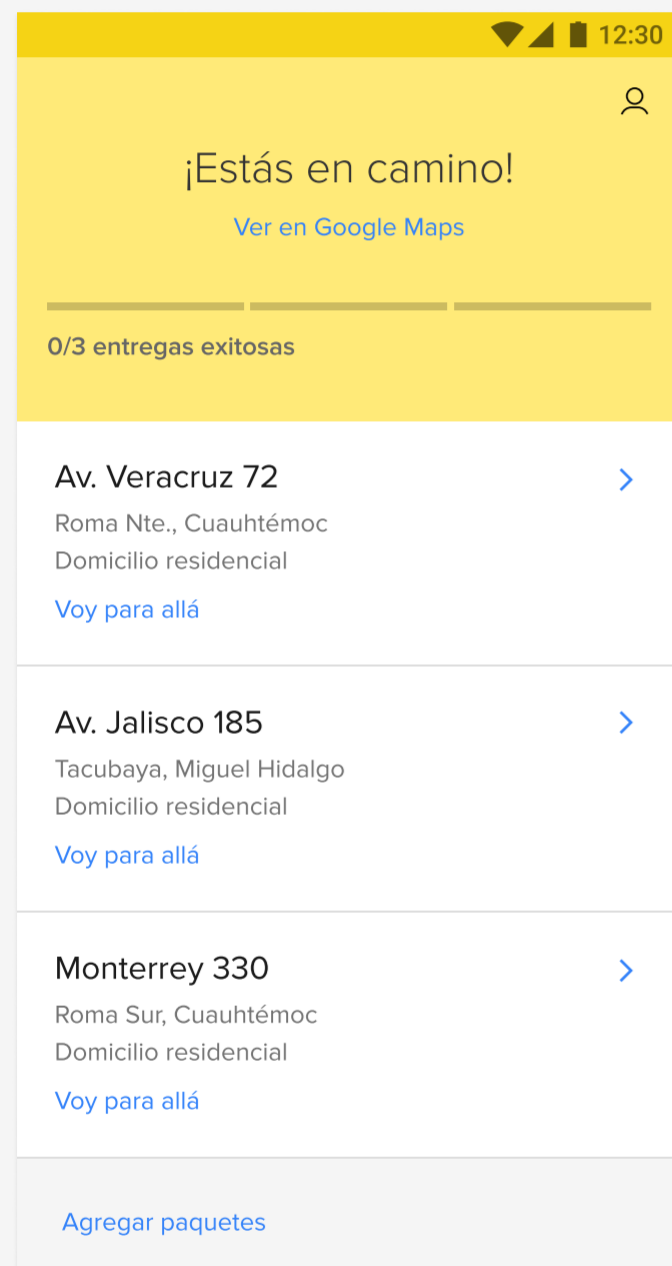 12:30
¡Estás en camino!
Ver en Google Maps
0/3 entregas exitosas
Av. Veracruz 72
Roma Nte., Cuauhtémoc
Domicilio residencial
Voy para allá
Av. Jalisco 185
Tacubaya, Miguel Hidalgo
Domicilio residencial
Voy para allá
Monterrey 330
Roma Sur, Cuauhtémoc
Domicilio residencial
Voy para allá
Agregar paquetes